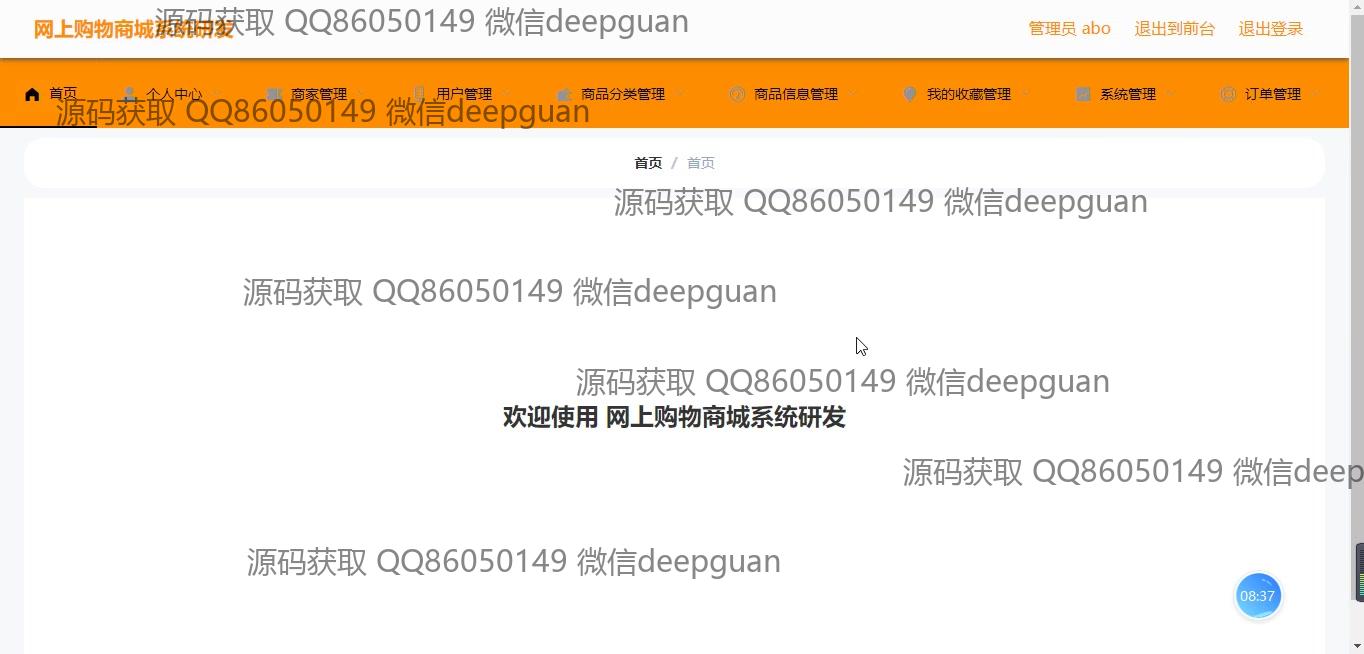 网上购物商城系统研发
源码获取 QQ86050149 微信deepguan
管理员 abo 退出到前台 退出登录
首页 个人中心 商家管理 用户管理 商品分类管理 商品信息管理 我的收藏管理 系统管理 订单管理
源码获取 QQ86050149 微信deepguan
首页 / 首页
源码获取 QQ86050149 微信deepguan
源码获取 QQ86050149 微信deepguan
源码获取 QQ86050149 微信deepguan
欢迎使用 网上购物商城系统研发
源码获取 QQ86050149 微信deep
源码获取 QQ86050149 微信deepguan
08:37